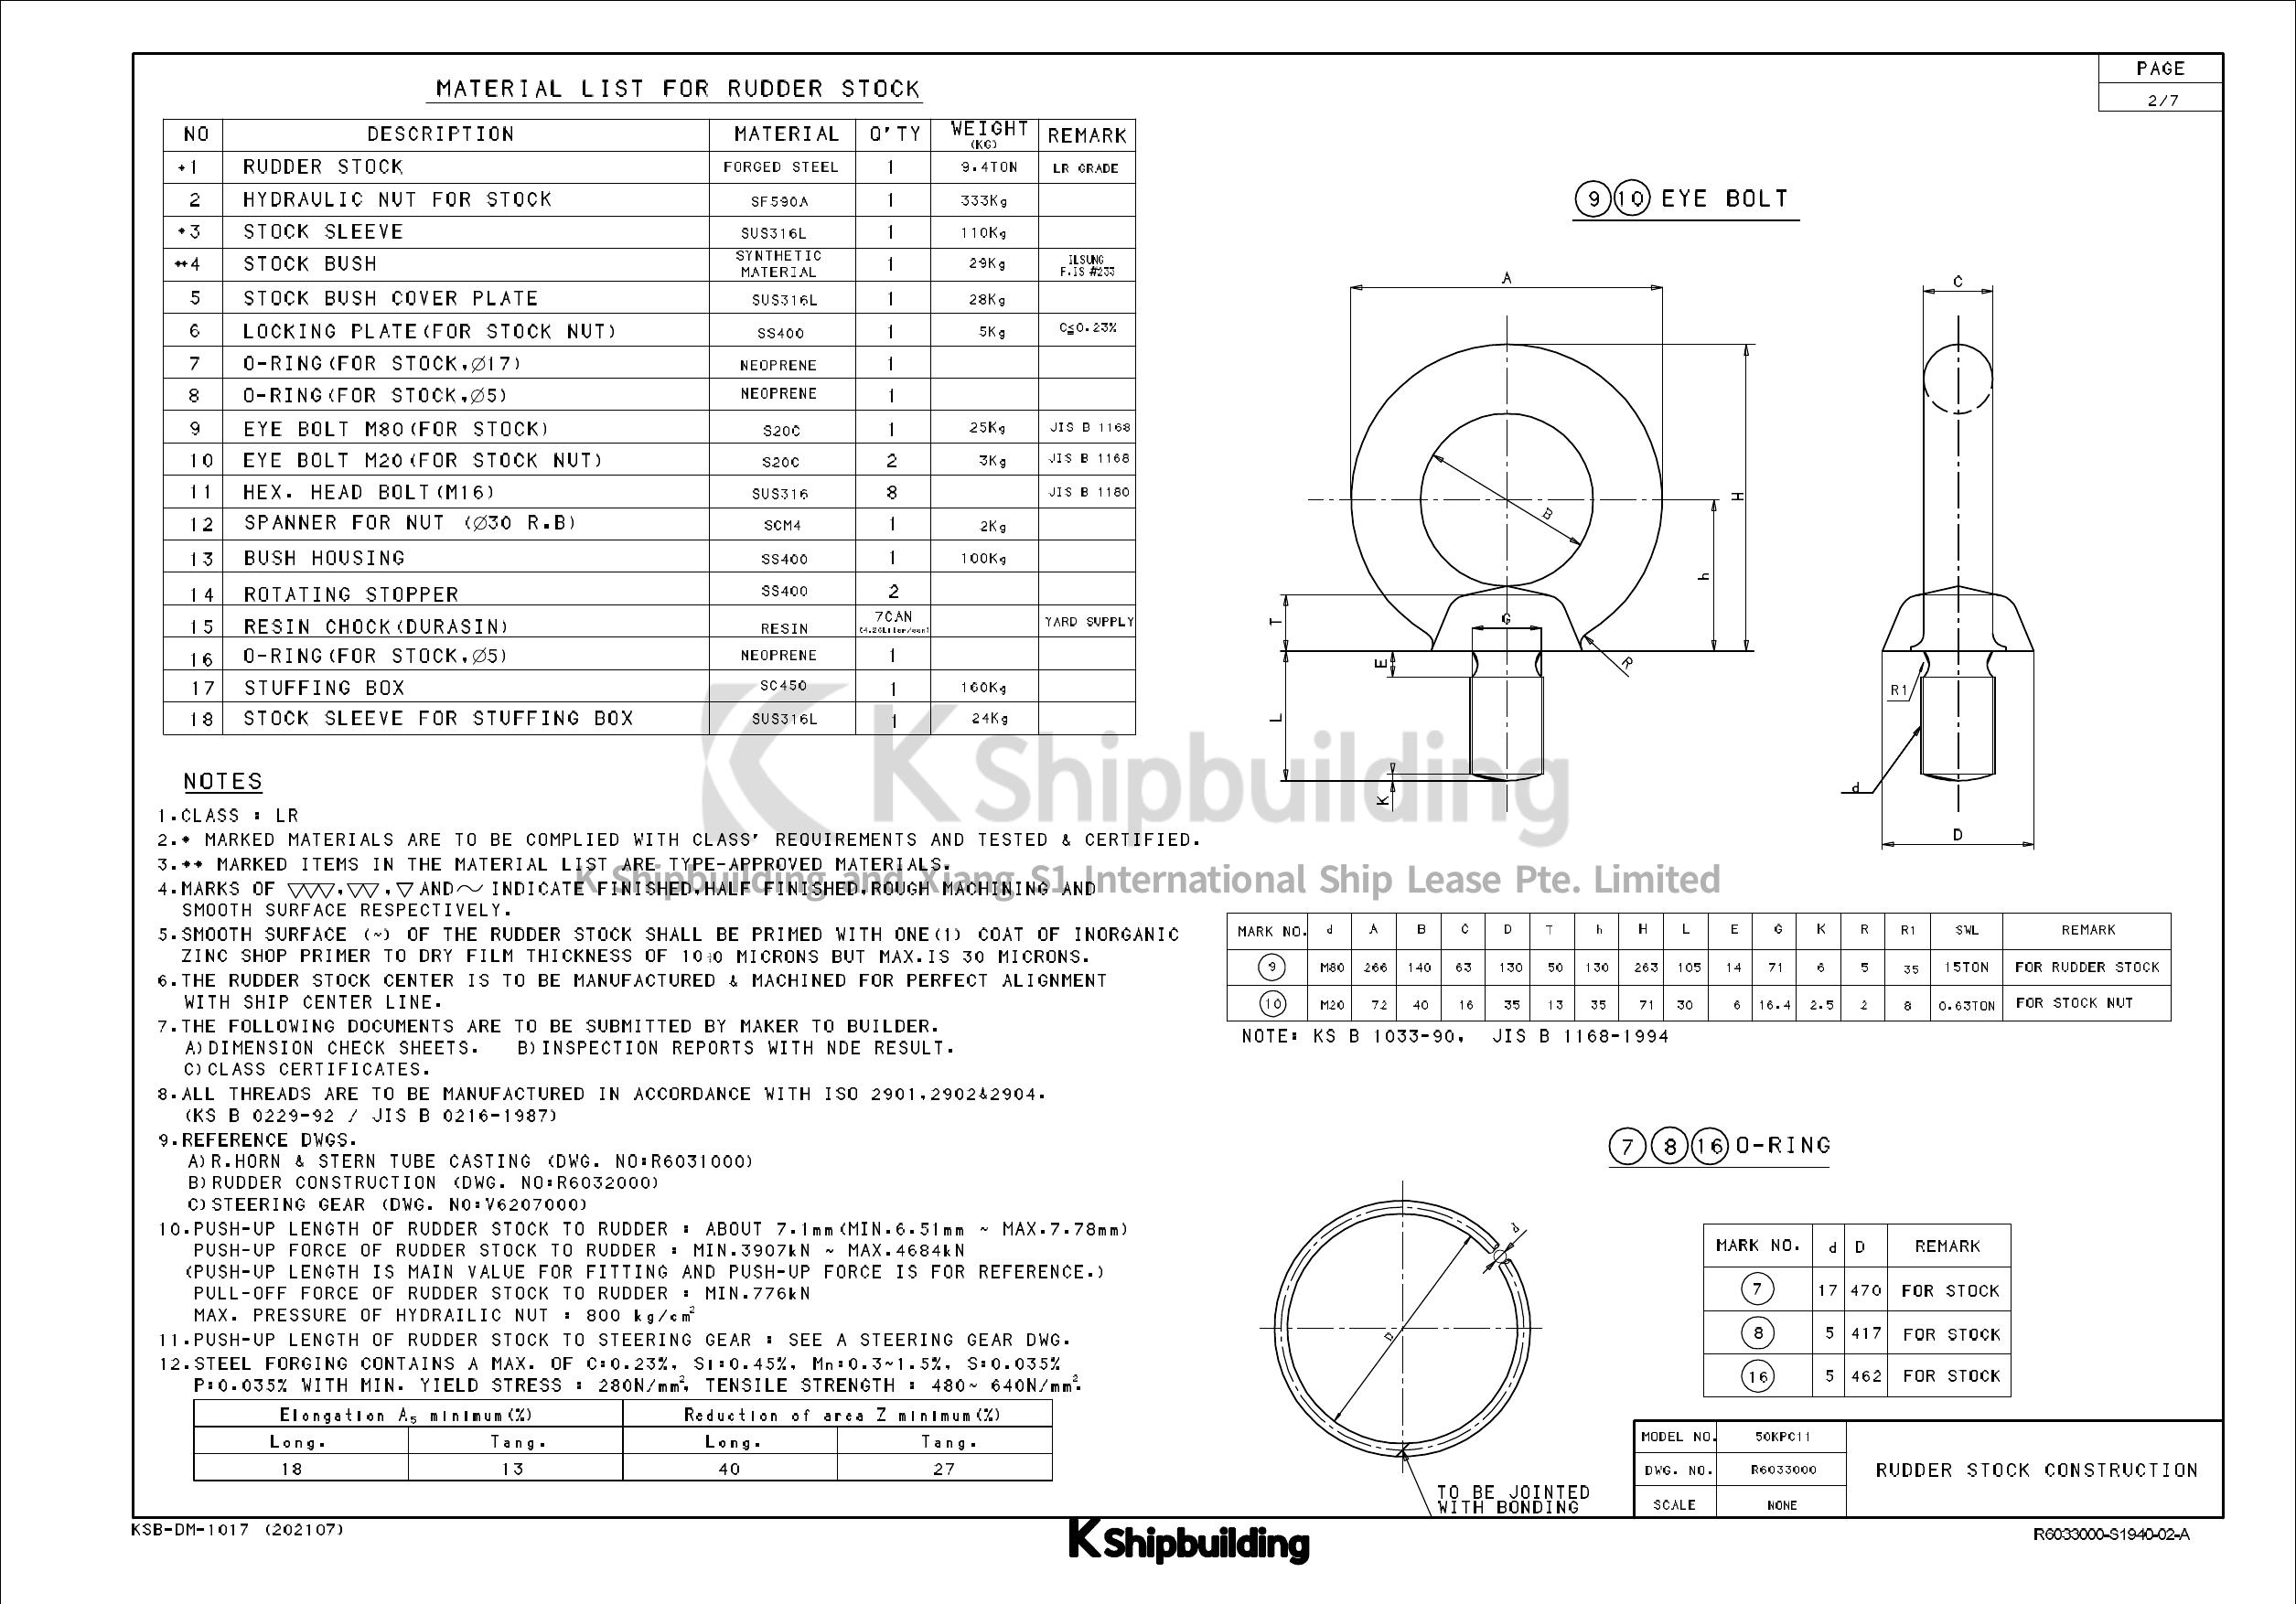 PAGE
2/7
MATERIAL LIST FOR RUDDER STOCK
NO DESCRIPTION MATERIAL Q'TY WEIGHT (KG) REMARK
*1 RUDDER STOCK FORGED STEEL 1 9.4TON LR GRADE
2 HYDRAULIC NUT FOR STOCK SF590A 1 333Kg
*3 STOCK SLEEVE SUS316L 1 110Kg
**4 STOCK BUSH SYNTHETIC MATERIAL 1 29Kg ILSUNG F.IS #233
5 STOCK BUSH COVER PLATE SUS316L 1 28Kg
6 LOCKING PLATE(FOR STOCK NUT) SS400 1 5Kg C≦0.23%
7 O-RING(FOR STOCK,∅17) NEOPRENE 1
8 O-RING(FOR STOCK,∅5) NEOPRENE 1
9 EYE BOLT M80(FOR STOCK) S20C 1 25Kg JIS B 1168
10 EYE BOLT M20(FOR STOCK NUT) S20C 2 3Kg JIS B 1168
11 HEX. HEAD BOLT(M16) SUS316 8 JIS B 1180
12 SPANNER FOR NUT (∅30 R.B) SCM4 1 2Kg
13 BUSH HOUSING SS400 1 100Kg
14 ROTATING STOPPER SS400 2
15 RESIN CHOCK(DURASIN) RESIN 7CAN (4.26Liter/can) YARD SUPPLY
16 O-RING(FOR STOCK,∅5) NEOPRENE 1
17 STUFFING BOX SC450 1 160Kg
18 STOCK SLEEVE FOR STUFFING BOX SUS316L 1 24Kg
NOTES
1.CLASS : LR
2.* MARKED MATERIALS ARE TO BE COMPLIED WITH CLASS' REQUIREMENTS AND TESTED & CERTIFIED.
3.** MARKED ITEMS IN THE MATERIAL LIST ARE TYPE-APPROVED MATERIALS.
4.MARKS OF ▽▽▽,▽▽,▽ AND ～ INDICATE FINISHED,HALF FINISHED,ROUGH MACHINING AND
SMOOTH SURFACE RESPECTIVELY.
5.SMOOTH SURFACE (~) OF THE RUDDER STOCK SHALL BE PRIMED WITH ONE(1) COAT OF INORGANIC
ZINC SHOP PRIMER TO DRY FILM THICKNESS OF MICRONS BUT MAX.IS 30 MICRONS.
6.THE RUDDER STOCK CENTER IS TO BE MANUFACTURED & MACHINED FOR PERFECT ALIGNMENT
WITH SHIP CENTER LINE.
7.THE FOLLOWING DOCUMENTS ARE TO BE SUBMITTED BY MAKER TO BUILDER.
A)DIMENSION CHECK SHEETS. B)INSPECTION REPORTS WITH NDE RESULT.
C)CLASS CERTIFICATES.
8.ALL THREADS ARE TO BE MANUFACTURED IN ACCORDANCE WITH ISO 2901,2902&2904.
(KS B 0229-92 / JIS B 0216-1987)
9.REFERENCE DWGS.
A)R.HORN & STERN TUBE CASTING (DWG. NO:R6031000)
B)RUDDER CONSTRUCTION (DWG. NO:R6032000)
C)STEERING GEAR (DWG. NO:V6207000)
10.PUSH-UP LENGTH OF RUDDER STOCK TO RUDDER : ABOUT 7.1mm(MIN.6.51mm ~ MAX.7.78mm)
PUSH-UP FORCE OF RUDDER STOCK TO RUDDER : MIN.3907kN ~ MAX.4684kN
(PUSH-UP LENGTH IS MAIN VALUE FOR FITTING AND PUSH-UP FORCE IS FOR REFERENCE.)
PULL-OFF FORCE OF RUDDER STOCK TO RUDDER : MIN.776kN
MAX. PRESSURE OF HYDRAILIC NUT : 800 kg/cm²
11.PUSH-UP LENGTH OF RUDDER STOCK TO STEERING GEAR : SEE A STEERING GEAR DWG.
12.STEEL FORGING CONTAINS A MAX. OF C:0.23%, Si:0.45%, Mn:0.3~1.5%, S:0.035%
P:0.035% WITH MIN. YIELD STRESS : 280N/mm², TENSILE STRENGTH : 480~ 640N/mm².
Elongation A5 minimum(%) Reduction of area Z minimum(%)
Long. Tang. Long. Tang.
18 13 40 27
9 10 EYE BOLT
A
C
B
H
h
T
G
E
R
R1
L
K
d
D
K Shipbuilding
K Shipbuilding and Xiang S1 International Ship Lease Pte. Limited
MARK NO. d A B C D T h H L E G K R R1 SWL REMARK
9 M80 266 140 63 130 50 130 263 105 14 71 6 5 35 15TON FOR RUDDER STOCK
10 M20 72 40 16 35 13 35 71 30 6 16.4 2.5 2 8 0.63TON FOR STOCK NUT
NOTE: KS B 1033-90, JIS B 1168-1994
7 8 16 O-RING
d
D
TO BE JOINTED
WITH BONDING
MARK NO. d D REMARK
7 17 470 FOR STOCK
8 5 417 FOR STOCK
16 5 462 FOR STOCK
MODEL NO. 50KPC11
DWG. NO. R6033000
SCALE NONE
RUDDER STOCK CONSTRUCTION
KSB-DM-1017 (202107)
K Shipbuilding
R6033000-S1940-02-A